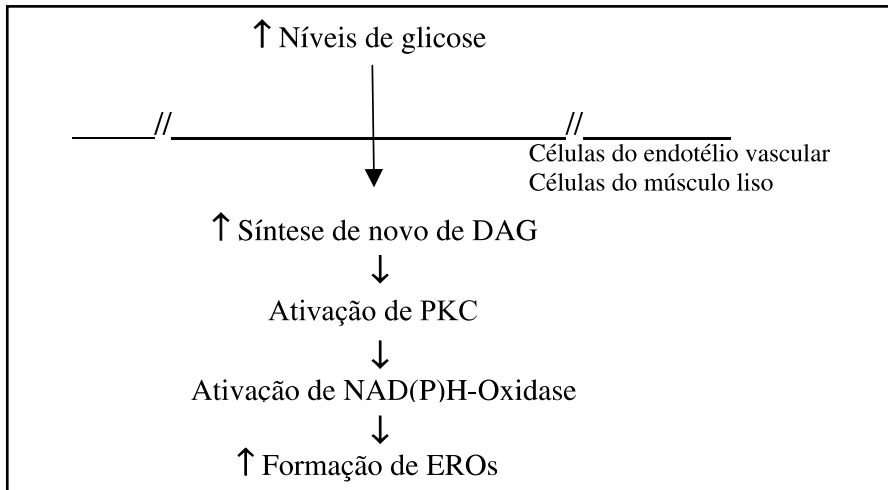 ↑ Níveis de glicose
// //
Células do endotélio vascular
Células do músculo liso
↑ Síntese de novo de DAG
↓
Ativação de PKC
↓
Ativação de NAD(P)H-Oxidase
↓
↑ Formação de EROs